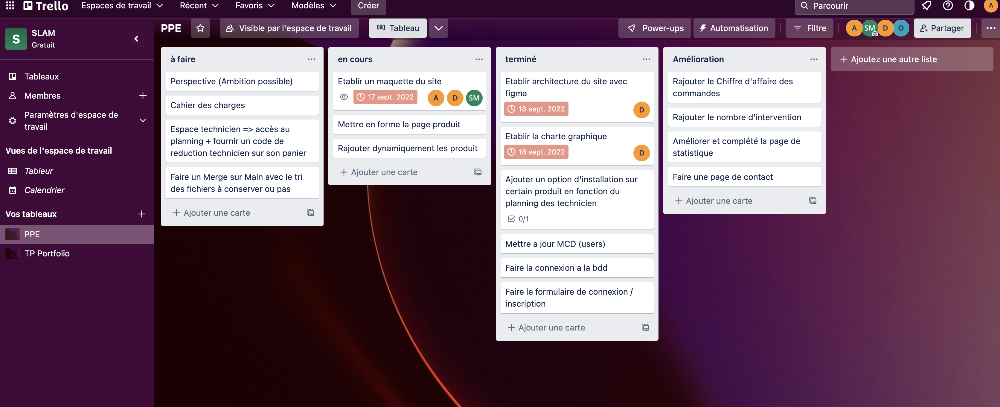 Trello
Espaces de travail
Récent
Favoris
Modèles
Créer
Parcourir
A
S
SLAM
Gratuit
Tableaux
Membres
Paramètres d'espace de
travail
Vues de l'espace de travail
Tableur
Calendrier
Vos tableaux
PPE
TP Portfolio
PPE
Visible par l'espace de travail
Tableau
Power-ups
Automatisation
Filtre
A
SM
D
O
Partager
à faire
Perspective (Ambition possible)
Cahier des charges
Espace technicien => accès au
planning + fournir un code de
reduction technicien sur son panier
Faire un Merge sur Main avec le tri
des fichiers à conserver ou pas
+ Ajouter une carte
en cours
Etablir un maquette du site
17 sept. 2022
A
D
SM
Mettre en forme la page produit
Rajouter dynamiquement les produit
+ Ajouter une carte
terminé
Etablir architecture du site avec
figma
18 sept. 2022
D
Etablir la charte graphique
18 sept. 2022
D
Ajouter un option d'installation sur
certain produit en fonction du
planning des technicien
0/1
Mettre a jour MCD (users)
Faire la connexion a la bdd
Faire le formulaire de connexion /
inscription
+ Ajouter une carte
Amélioration
Rajouter le Chiffre d'affaire des
commandes
Rajouter le nombre d'intervention
Améliorer et complété la page de
statistique
Faire une page de contact
+ Ajouter une carte
+ Ajoutez une autre liste